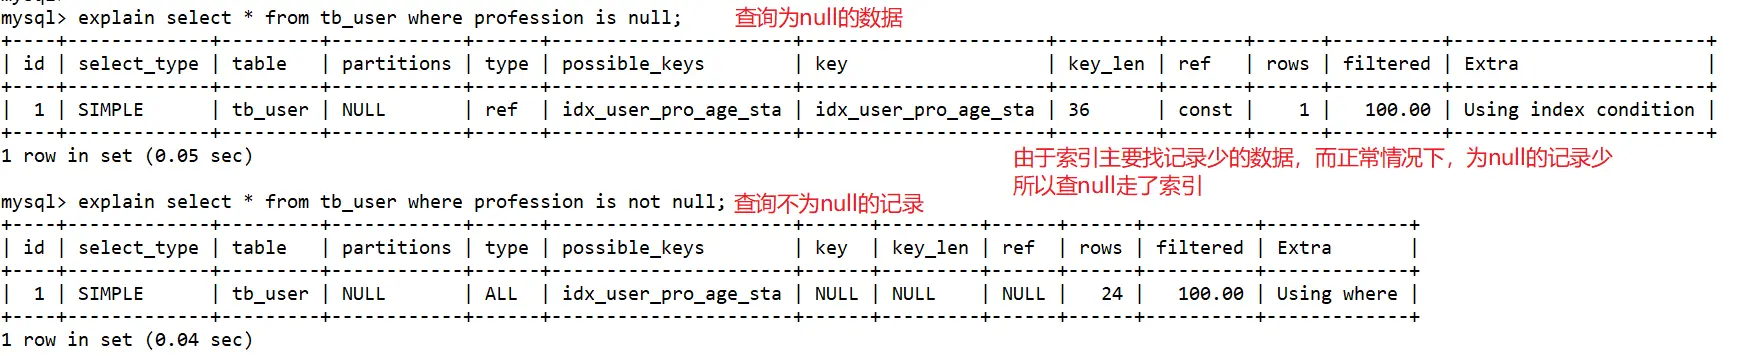 mysql> explain select * from tb_user where profession is null; 查询为null的数据
+----+-------------+---------+------------+------+----------------------+----------------------+---------+-------+------+----------+-----------------------+
| id | select_type | table | partitions | type | possible_keys | key | key_len | ref | rows | filtered | Extra |
+----+-------------+---------+------------+------+----------------------+----------------------+---------+-------+------+----------+-----------------------+
| 1 | SIMPLE | tb_user | NULL | ref | idx_user_pro_age_sta | idx_user_pro_age_sta | 36 | const | 1 | 100.00 | Using index condition |
+----+-------------+---------+------------+------+----------------------+----------------------+---------+-------+------+----------+-----------------------+
1 row in set (0.05 sec)
由于索引主要找记录少的数据，而正常情况下，为null的记录少
所以查null走了索引
mysql> explain select * from tb_user where profession is not null; 查询不为null的记录
+----+-------------+---------+------------+------+----------------------+------+---------+------+------+----------+-------------+
| id | select_type | table | partitions | type | possible_keys | key | key_len | ref | rows | filtered | Extra |
+----+-------------+---------+------------+------+----------------------+------+---------+------+------+----------+-------------+
| 1 | SIMPLE | tb_user | NULL | ALL | idx_user_pro_age_sta | NULL | NULL | NULL | 24 | 100.00 | Using where |
+----+-------------+---------+------------+------+----------------------+------+---------+------+------+----------+-------------+
1 row in set (0.04 sec)